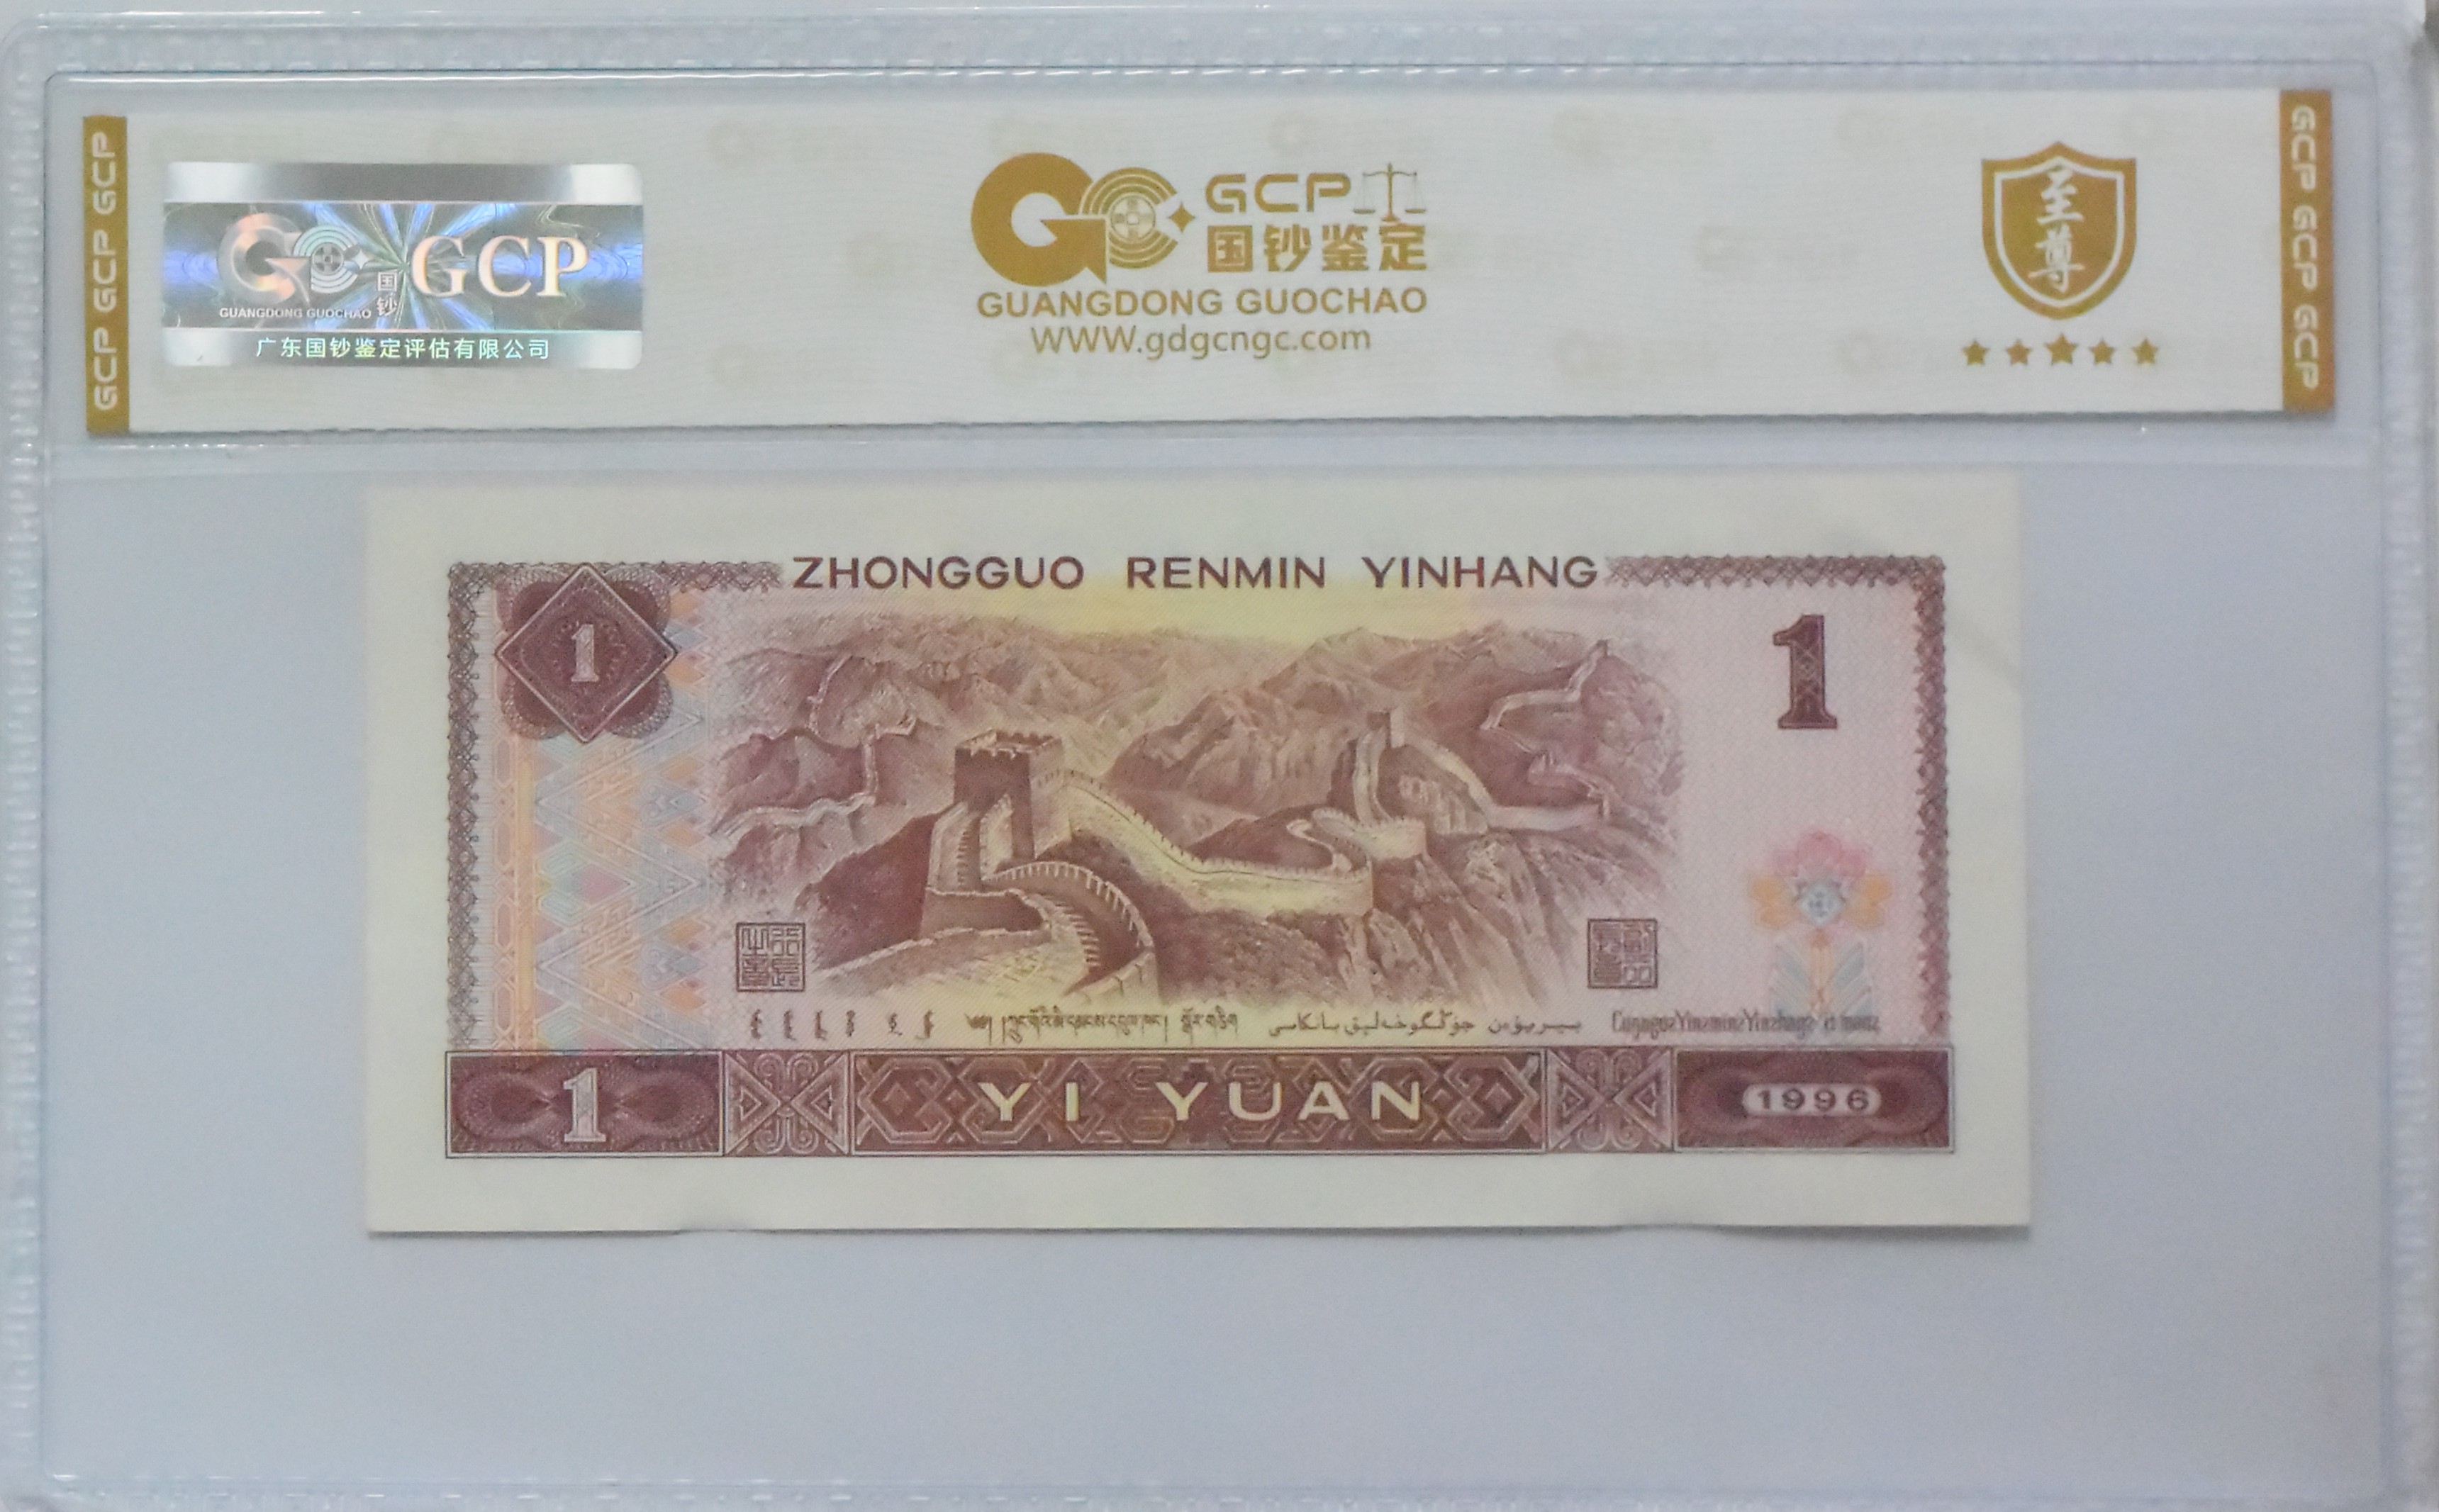 GCP GCP GCP
GCP
国
钞
GUANGDONG GUOCHAO
广东国钞鉴定评估有限公司
GCP
国钞鉴定
GUANGDONG GUOCHAO
WWW.gdgcngc.com
至
尊
GCP GCP GCP
ZHONGGUO RENMIN YINHANG
1
1
YI YUAN
1
1996